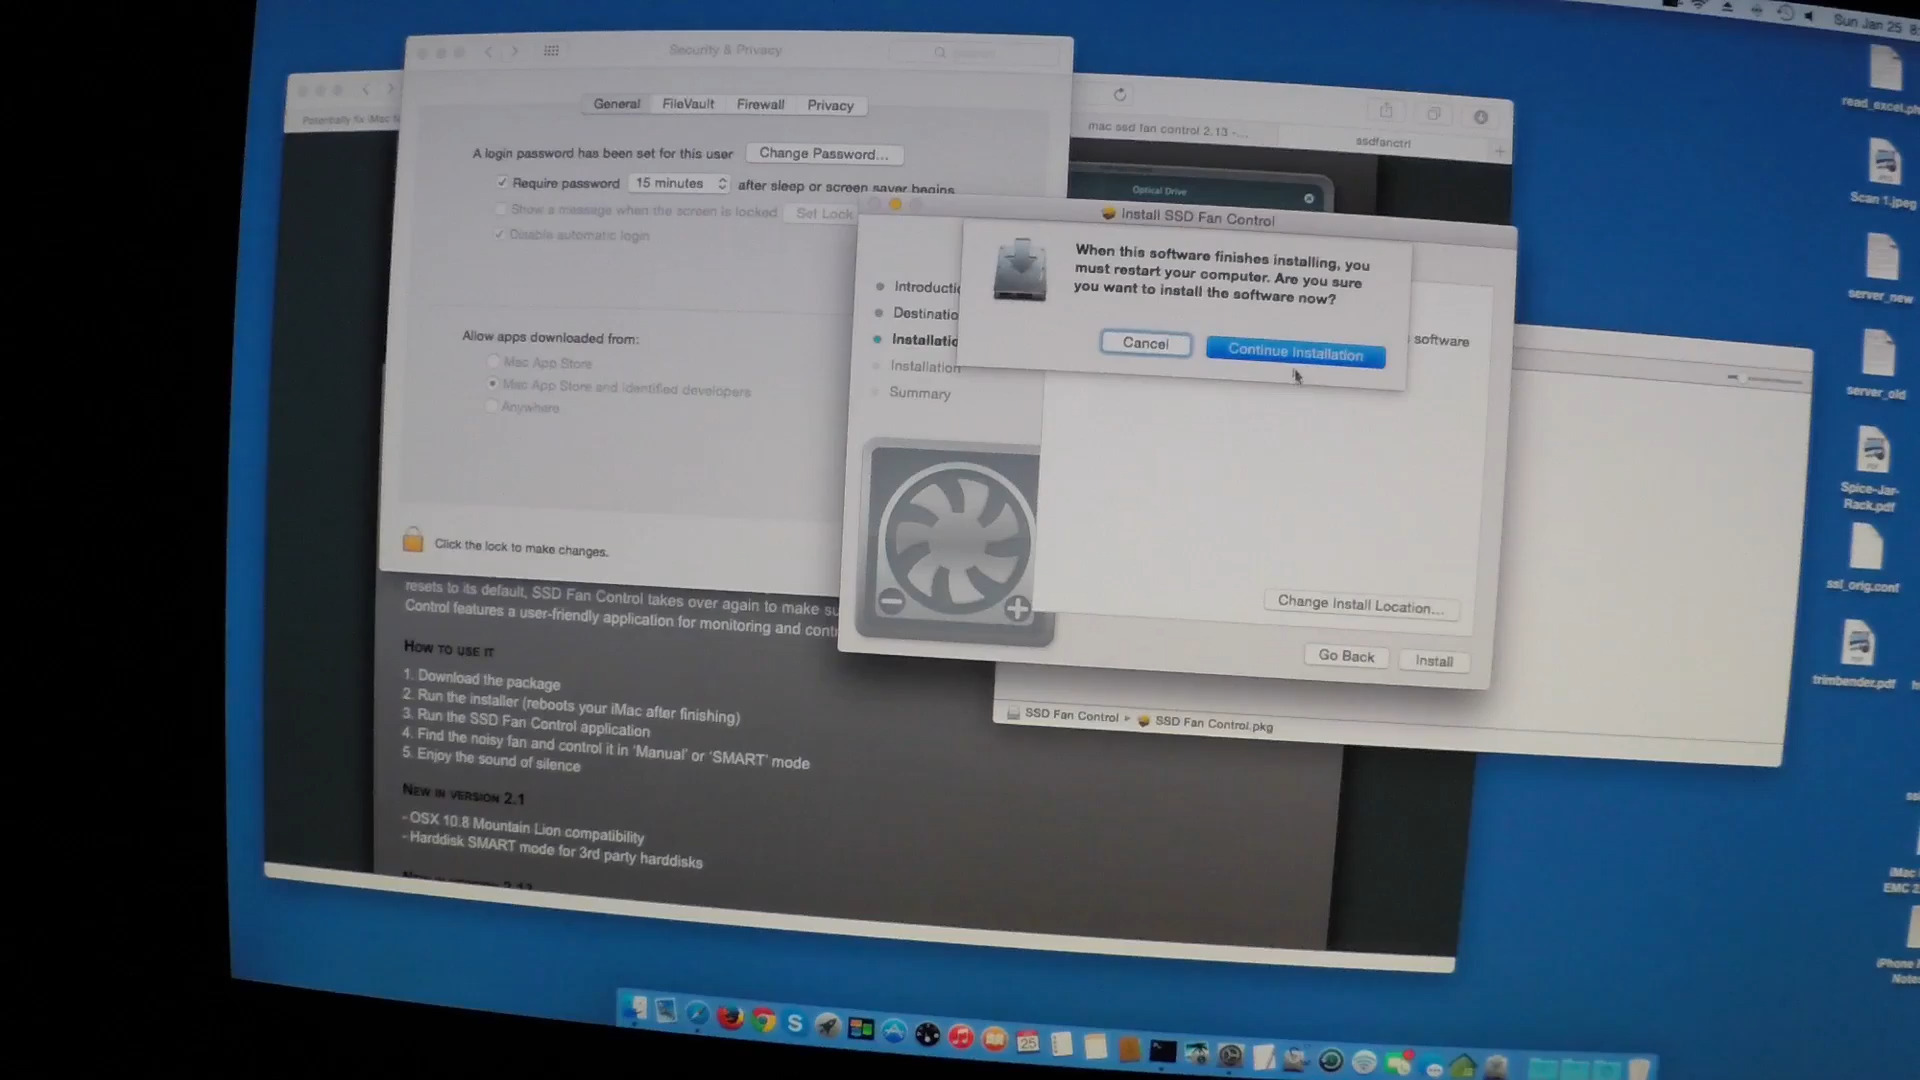 Sun Jan 25
Security & Privacy
General FileVault Firewall Privacy
A login password has been set for this user Change Password...
Require password 15 minutes after sleep or screen saver begins
Show a message when the screen is locked Set Lock
Disable automatic login
Allow apps downloaded from:
Mac App Store
Mac App Store and identified developers
Anywhere
Click the lock to make changes.
Potentially fix iMac
mac ssd fan control 2.13 -...
ssdfanctrl
Optical Drive
Install SSD Fan Control
When this software finishes installing, you
must restart your computer. Are you sure
you want to install the software now?
Cancel Continue Installation
Introductio
Destinatio
Installatio
Installation
Summary
software
Change Install Location...
Go Back Install
SSD Fan Control SSD Fan Control.pkg
resets to its default, SSD Fan Control takes over again to make su
Control features a user-friendly application for monitoring and contr
HOW TO USE IT
1. Download the package
2. Run the installer (reboots your iMac after finishing)
3. Run the SSD Fan Control application
4. Find the noisy fan and control it in 'Manual' or 'SMART' mode
5. Enjoy the sound of silence
NEW IN VERSION 2.1
- OSX 10.8 Mountain Lion compatibility
- Harddisk SMART mode for 3rd party harddisks
NEW IN VERSION 2.12
read_excel.ph
Scan 1.jpeg
server_new
server_old
Spice-Jar-
Rack.pdf
ssl_orig.conf
trimbender.pdf
iMac
EMC 2
iPhone
Note
25